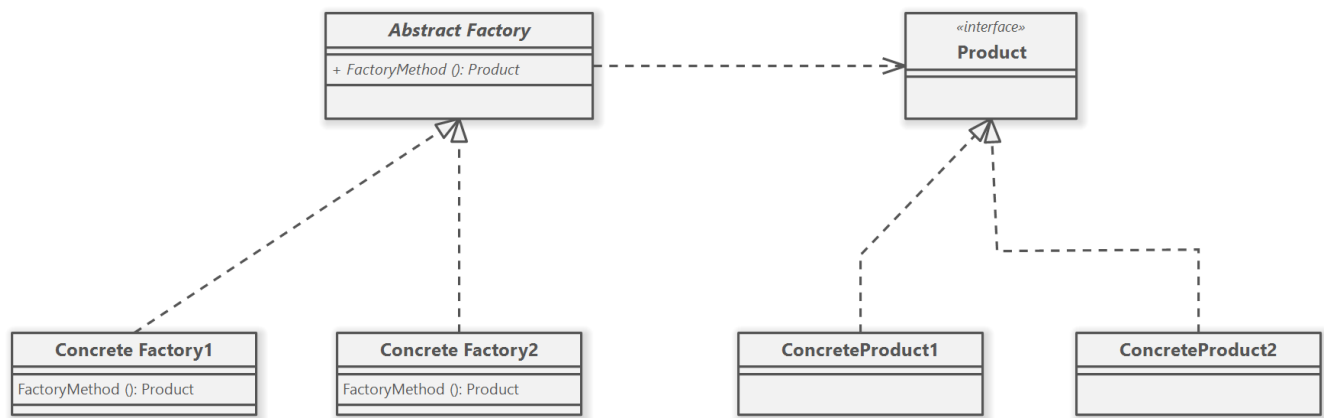 Abstract Factory
+ FactoryMethod (): Product
«interface»
Product
Concrete Factory1
FactoryMethod (): Product
Concrete Factory2
FactoryMethod (): Product
ConcreteProduct1
ConcreteProduct2